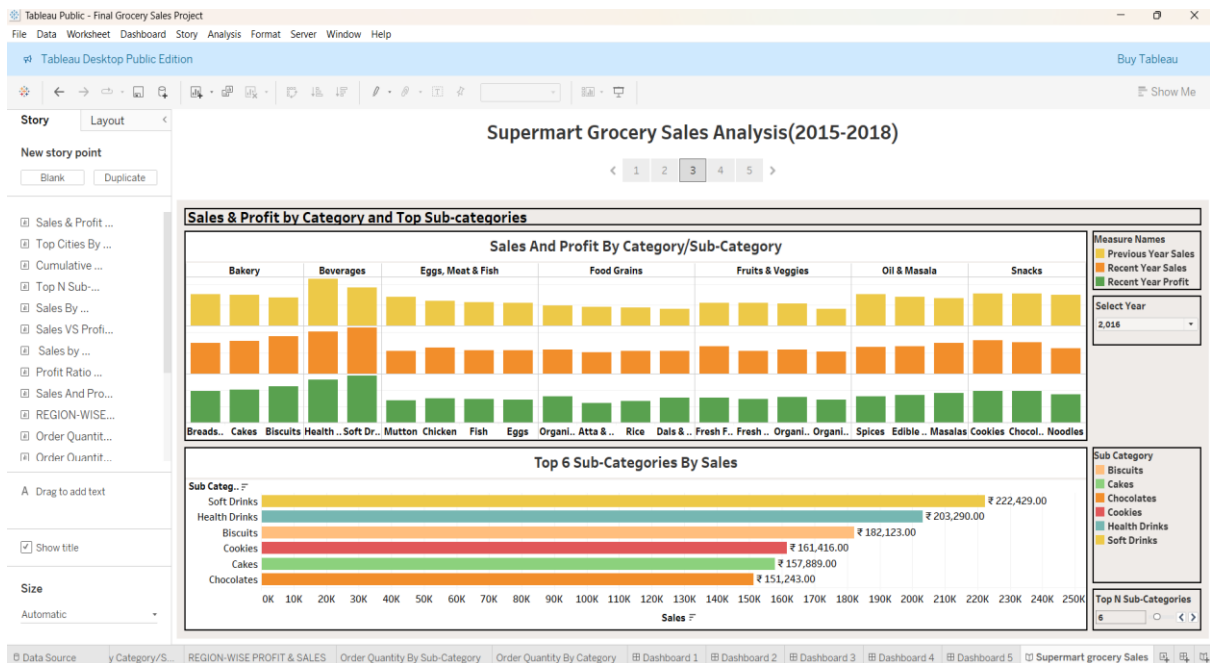 Tableau Public - Final Grocery Sales Project
File Data Worksheet Dashboard Story Analysis Format Server Window Help
Tableau Desktop Public Edition Buy Tableau
Show Me
Story Layout
New story point
Blank Duplicate
Sales & Profit ...
Top Cities By ...
Cumulative ...
Top N Sub-...
Sales By ...
Sales VS Profi...
Sales by ...
Profit Ratio ...
Sales And Pro...
REGION-WISE...
Order Quantit...
Order Quantit...
A Drag to add text
Show title
Size
Automatic
Supermart Grocery Sales Analysis(2015-2018)
1 2 3 4 5
Sales & Profit by Category and Top Sub-categories
Sales And Profit By Category/Sub-Category
Bakery Beverages Eggs, Meat & Fish Food Grains Fruits & Veggies Oil & Masala Snacks
Breads.. Cakes Biscuits Health .. Soft Dr.. Mutton Chicken Fish Eggs Organi.. Atta & .. Rice Dals & .. Fresh F.. Fresh .. Organi.. Organi.. Spices Edible .. Masalas Cookies Chocol.. Noodles
Measure Names
Previous Year Sales
Recent Year Sales
Recent Year Profit
Select Year
2,016
Top 6 Sub-Categories By Sales
Sub Categ..
Soft Drinks ₹ 222,429.00
Health Drinks ₹ 203,290.00
Biscuits ₹ 182,123.00
Cookies ₹ 161,416.00
Cakes ₹ 157,889.00
Chocolates ₹ 151,243.00
0K 10K 20K 30K 40K 50K 60K 70K 80K 90K 100K 110K 120K 130K 140K 150K 160K 170K 180K 190K 200K 210K 220K 230K 240K 250K
Sales
Sub Category
Biscuits
Cakes
Chocolates
Cookies
Health Drinks
Soft Drinks
Top N Sub-Categories
6
Data Source y Category/S... REGION-WISE PROFIT & SALES Order Quantity By Sub-Category Order Quantity By Category Dashboard 1 Dashboard 2 Dashboard 3 Dashboard 4 Dashboard 5 Supermart grocery Sales